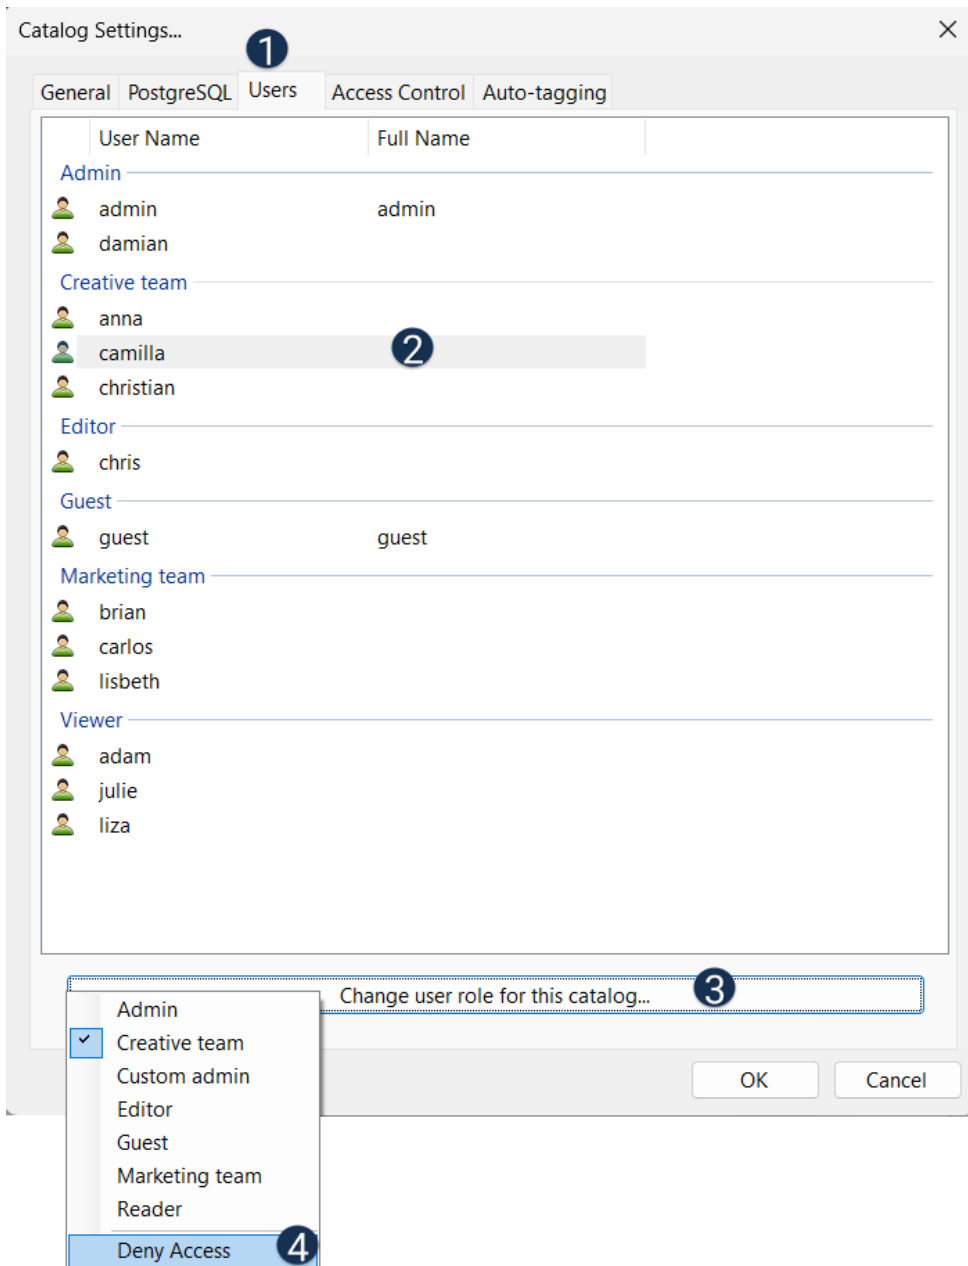 Catalog Settings...
1
General PostgreSQL Users Access Control Auto-tagging
User Name Full Name
Admin
admin admin
damian
Creative team
anna
camilla 2
christian
Editor
chris
Guest
guest guest
Marketing team
brian
carlos
lisbeth
Viewer
adam
julie
liza
Change user role for this catalog... 3
Admin
Creative team
Custom admin
Editor
Guest
Marketing team
Reader
Deny Access 4
OK Cancel